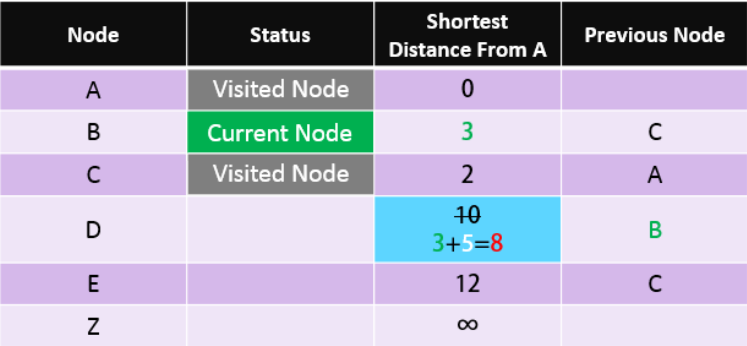 Node Status Shortest Distance From A Previous Node
A Visited Node 0
B Current Node 3 C
C Visited Node 2 A
D 10 3+5=8 B
E 12 C
Z ∞